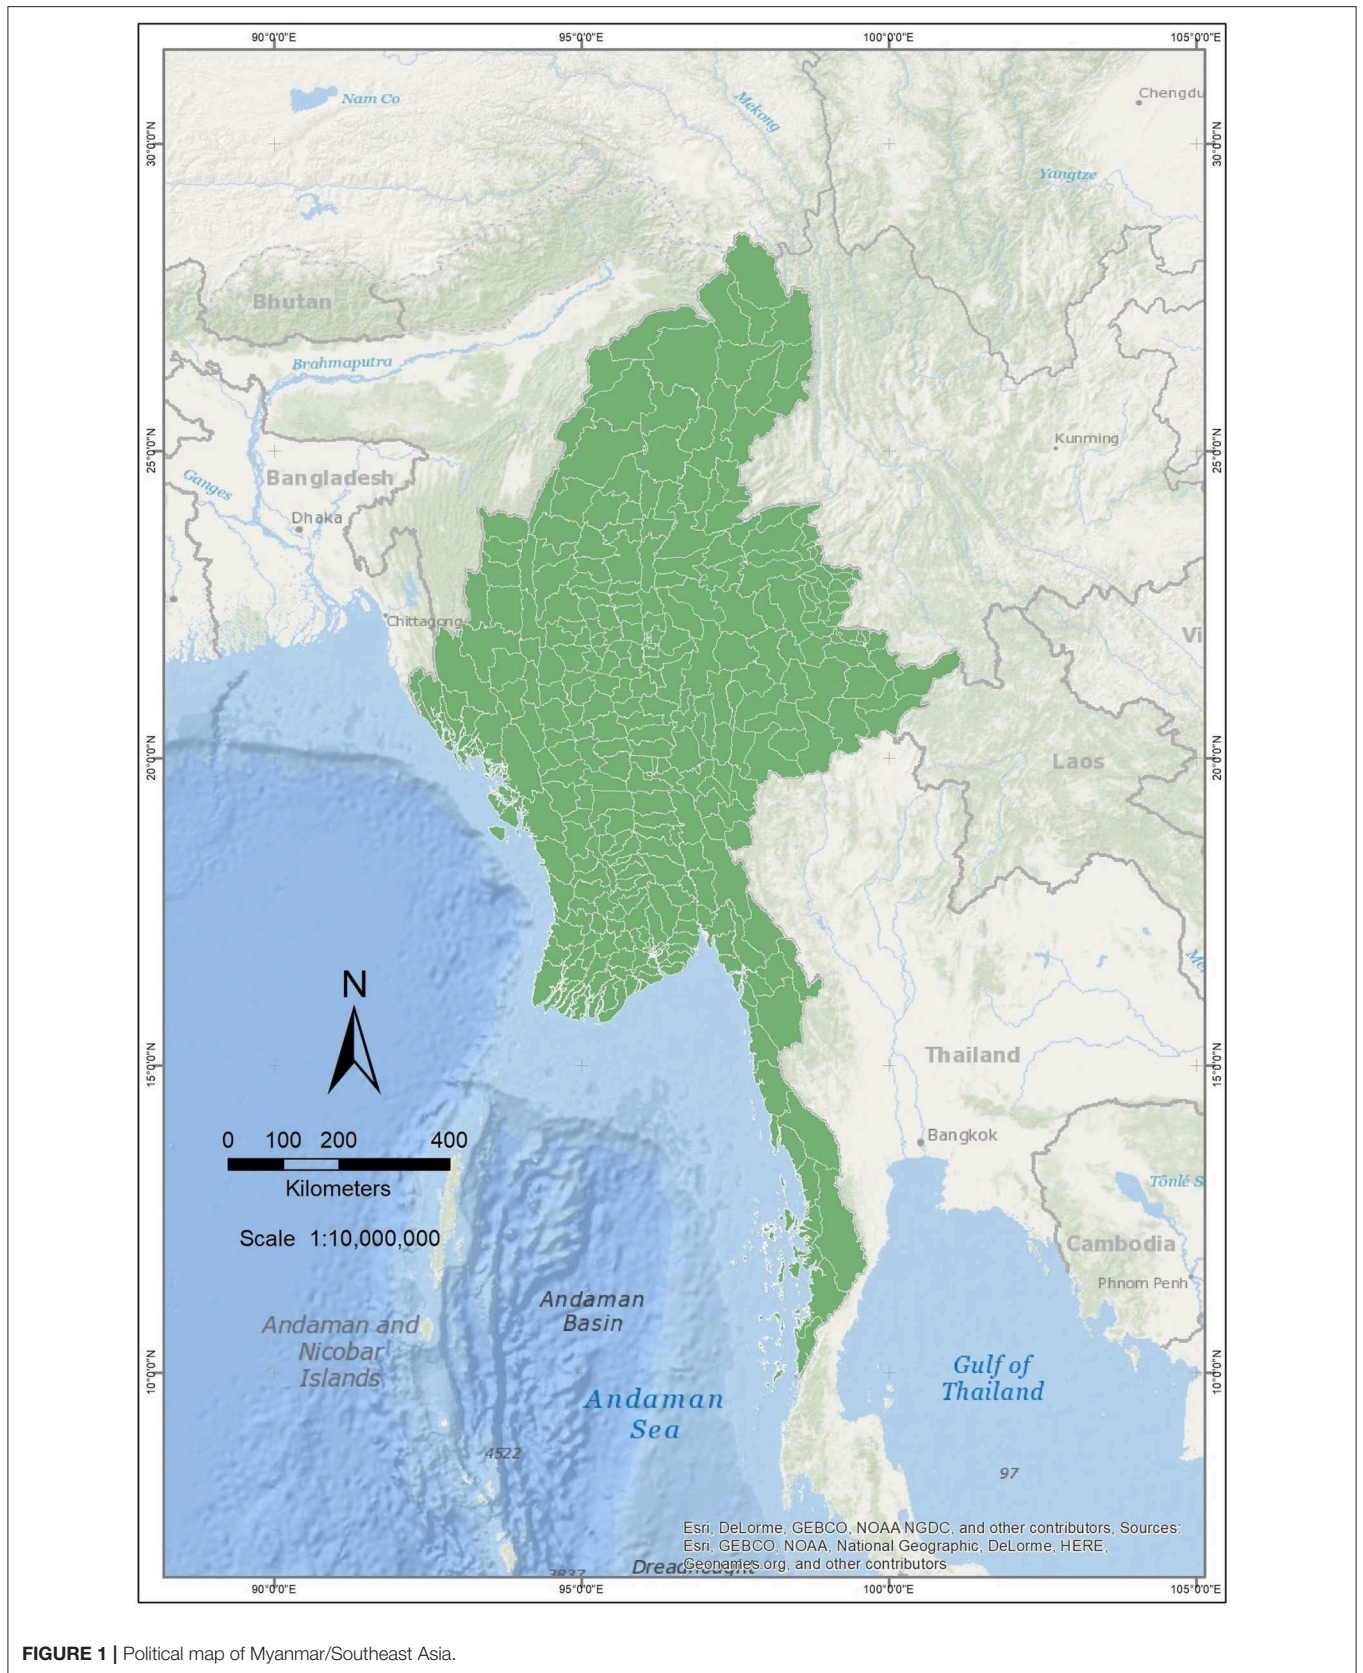 90°0'0"E 95°0'0"E 100°0'0"E 105°0'0"E
Nam Co
Mekong
Chengdu
30°0'0"N
30°0'0"N
Yangtze
Bhutan
Brahmaputra
25°0'0"N
25°0'0"N
Kunming
Bangladesh
Ganges
Dhaka
Chittagong
Vi
20°0'0"N
20°0'0"N
Laos
Me
N
15°0'0"N
15°0'0"N
Thailand
Bangkok
0 100 200 400
Kilometers
Tônlé S
Scale 1:10,000,000
Cambodia
Phnom Penh
Andaman
Basin
Andaman and
Nicobar
Islands
10°0'0"N
10°0'0"N
Gulf of
Thailand
Andaman
Sea
4522
97
Esri, DeLorme, GEBCO, NOAA NGDC, and other contributors, Sources:
Esri, GEBCO, NOAA, National Geographic, DeLorme, HERE,
Geonames.org, and other contributors
Dreadnought
3837
90°0'0"E 95°0'0"E 100°0'0"E 105°0'0"E
FIGURE 1 | Political map of Myanmar/Southeast Asia.